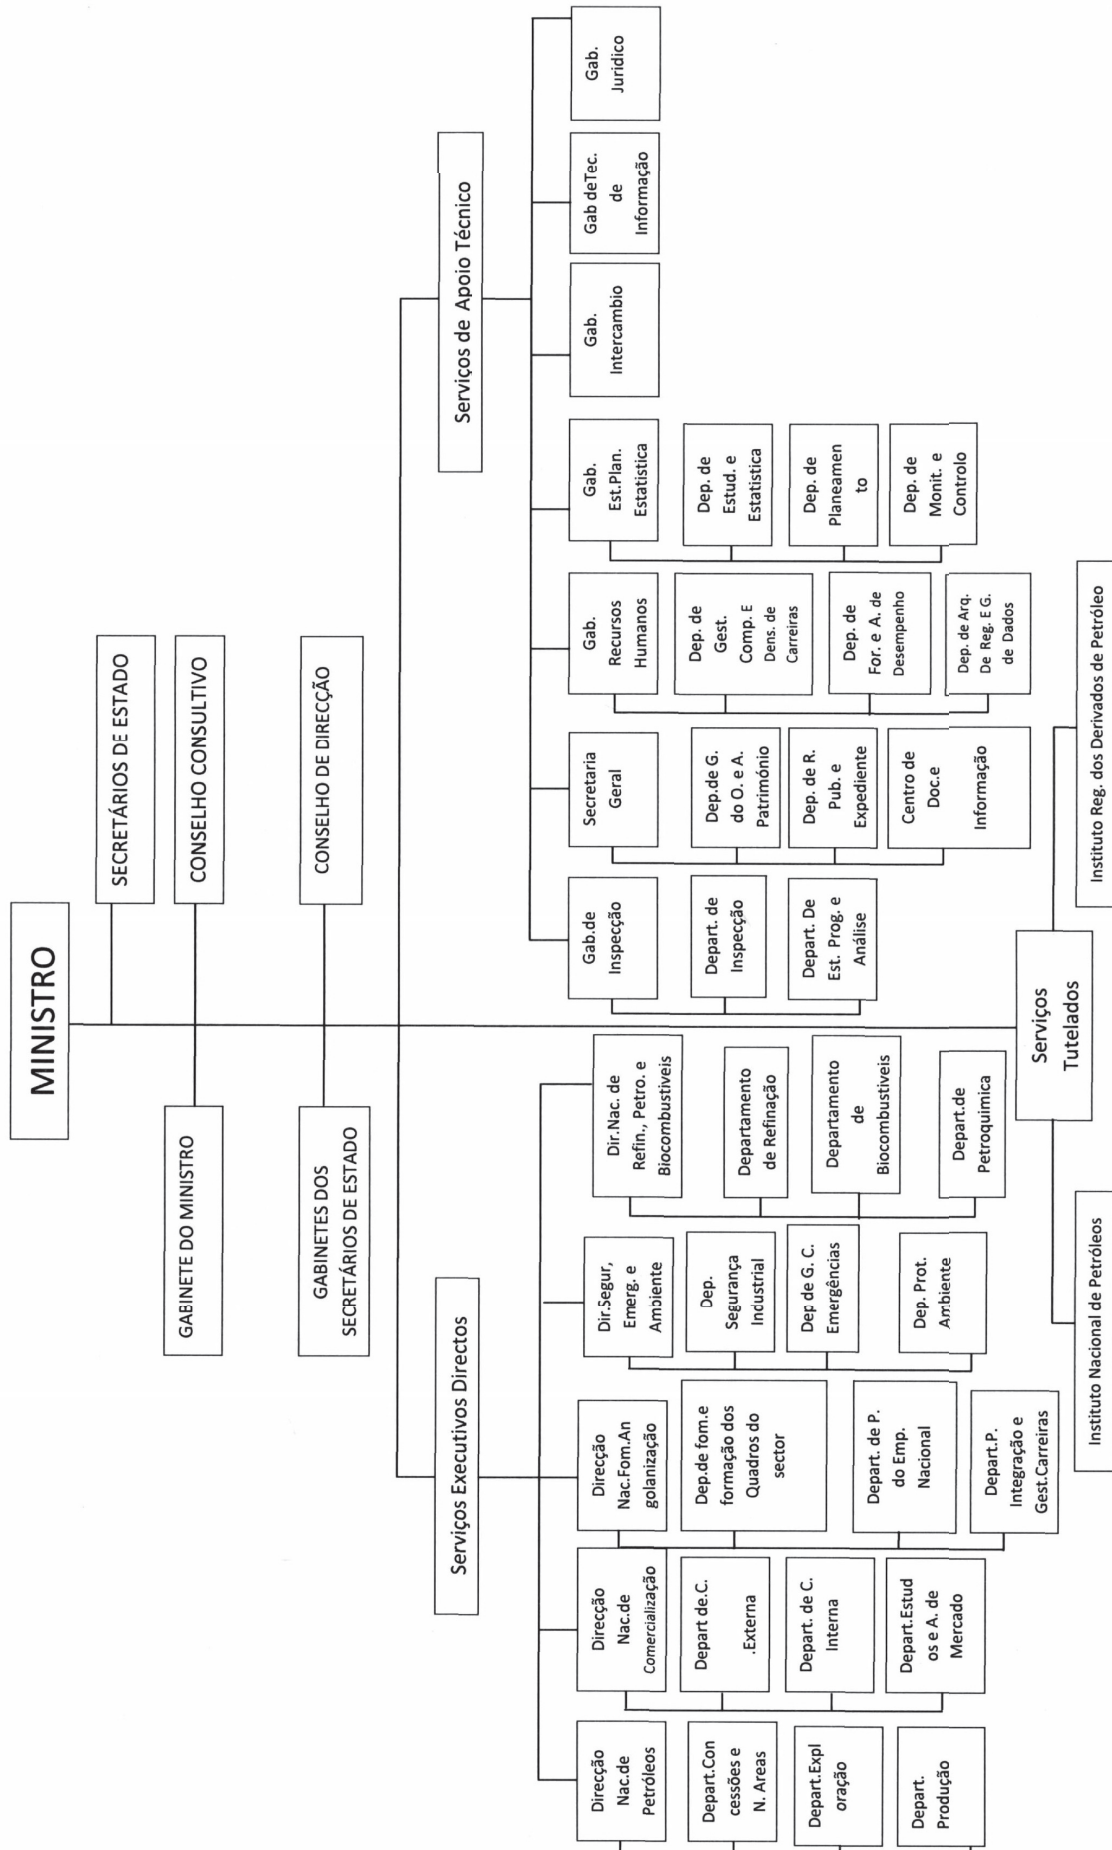 MINISTRO
SECRETÁRIOS DE ESTADO
GABINETE DO MINISTRO
CONSELHO CONSULTIVO
GABINETES DOS
SECRETÁRIOS DE ESTADO
CONSELHO DE DIRECÇÃO
Serviços Executivos Directos
Serviços de Apoio Técnico
Direcção
Nac.de
Petróleos
Depart.Con
cessões e
N. Areas
Depart.Expl
oração
Depart.
Produção
Direcção
Nac.de
Comercialização
Depart de.C.
.Externa
Depart. de C.
Interna
Depart.Estud
os e A. de
Mercado
Direcção
Nac.Fom.An
golanização
Dep.de fom.e
formação dos
Quadros do
sector
Depart. de P.
do Emp.
Nacional
Depart.P.
Integração e
Gest.Carreiras
Dir.Segur,
Emerg. e
Ambiente
Dep.
Segurança
Industrial
Dep de G. C.
Emergências
Dep. Prot.
Ambiente
Dir.Nac. de
Refin., Petro. e
Biocombustiveis
Departamento
de Refinação
Departamento
de
Biocombustiveis
Depart.de
Petroquimica
Gab.de
Inspecção
Depart. de
Inspecção
Depart. De
Est. Prog. e
Análise
Secretaria
Geral
Dep.de G.
do O. e A.
Património
Dep. de R.
Pub. e
Expediente
Centro de
Doc.e
Informação
Gab.
Recursos
Humanos
Dep. de
Gest.
Comp. E
Dens. de
Carreiras
Dep. de
For. e A. de
Desempenho
Dep. de Arq.
De Reg. E G.
de Dados
Gab.
Est.Plan.
Estatistica
Dep. de
Estud. e
Estatistica
Dep. de
Planeamen
to
Dep. de
Monit. e
Controlo
Gab.
Intercambio
Gab deTec.
de
Informação
Gab.
Juridico
Serviços
Tutelados
Instituto Nacional de Petróleos
Instituto Reg. dos Derivados de Petróleo